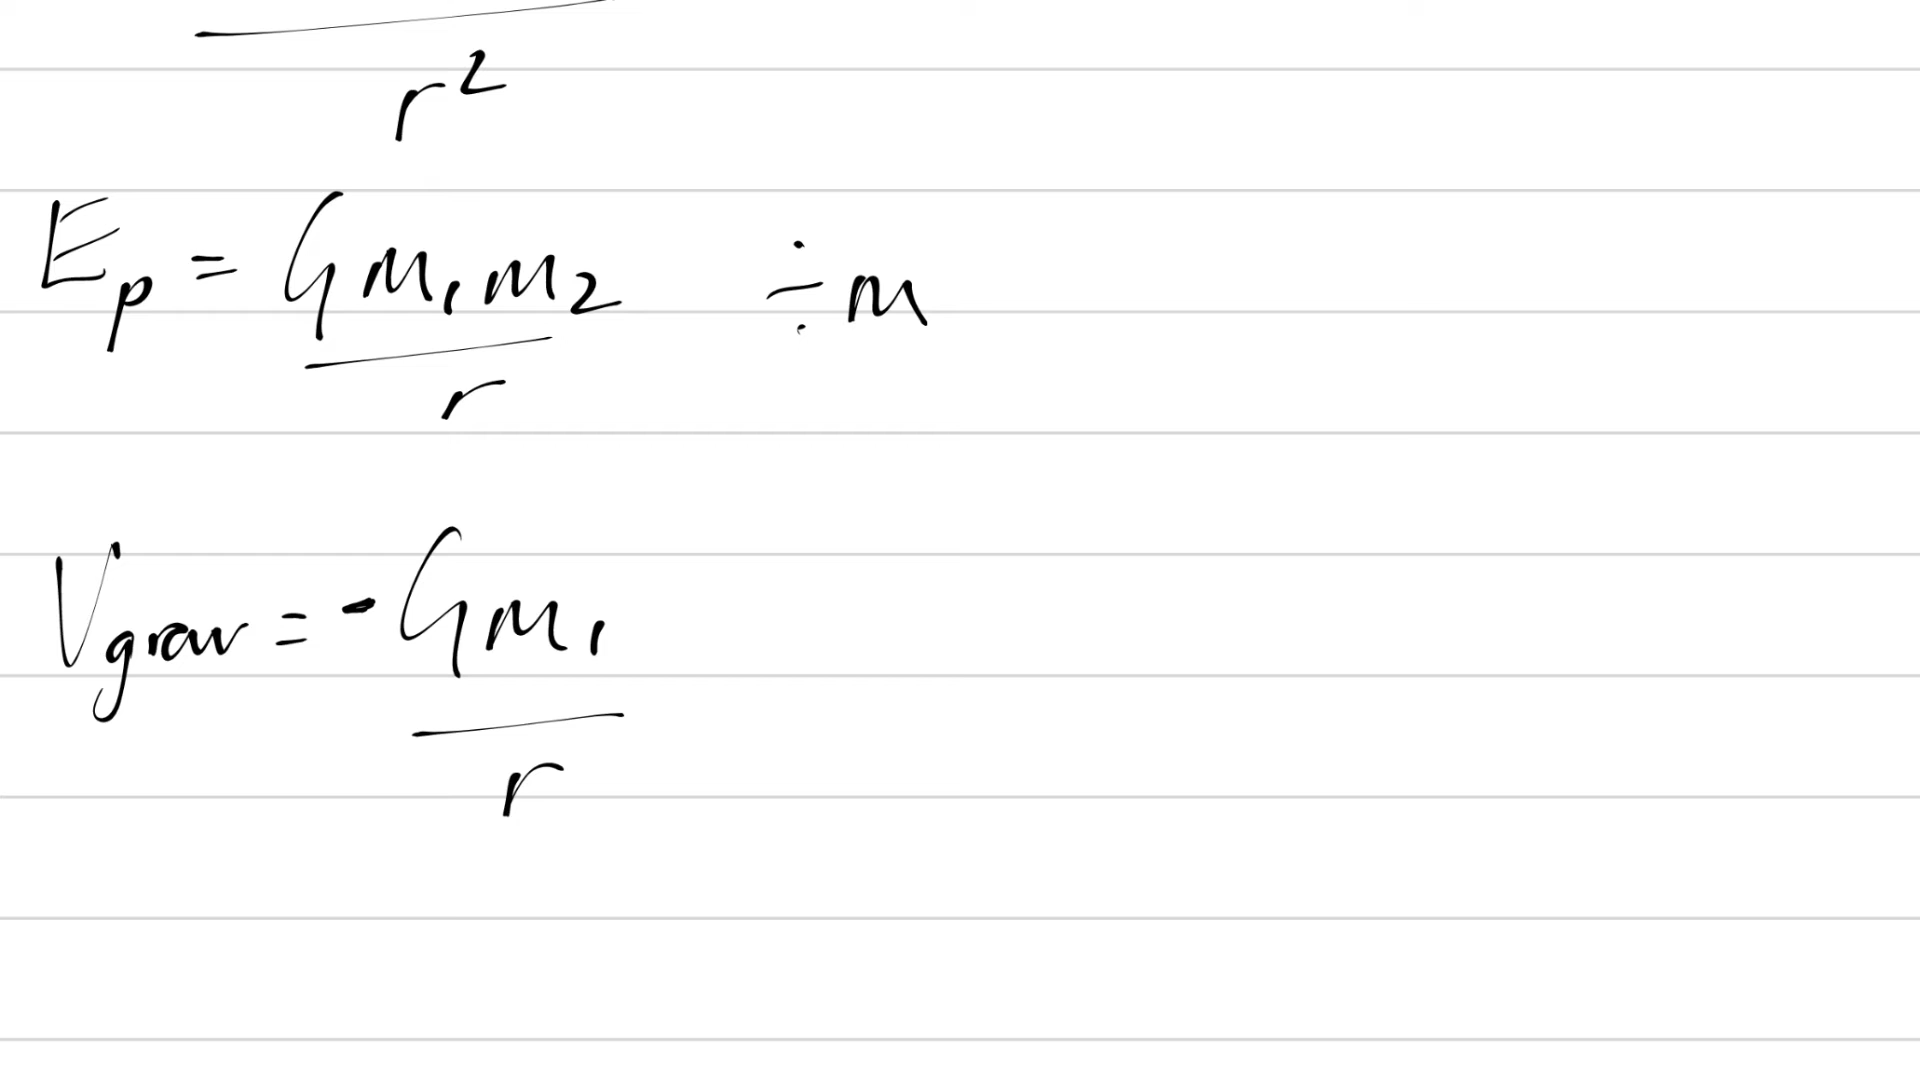 r²
Ep = Gm₁m₂ ÷ m
r
Vgrav = -Gm₁
r